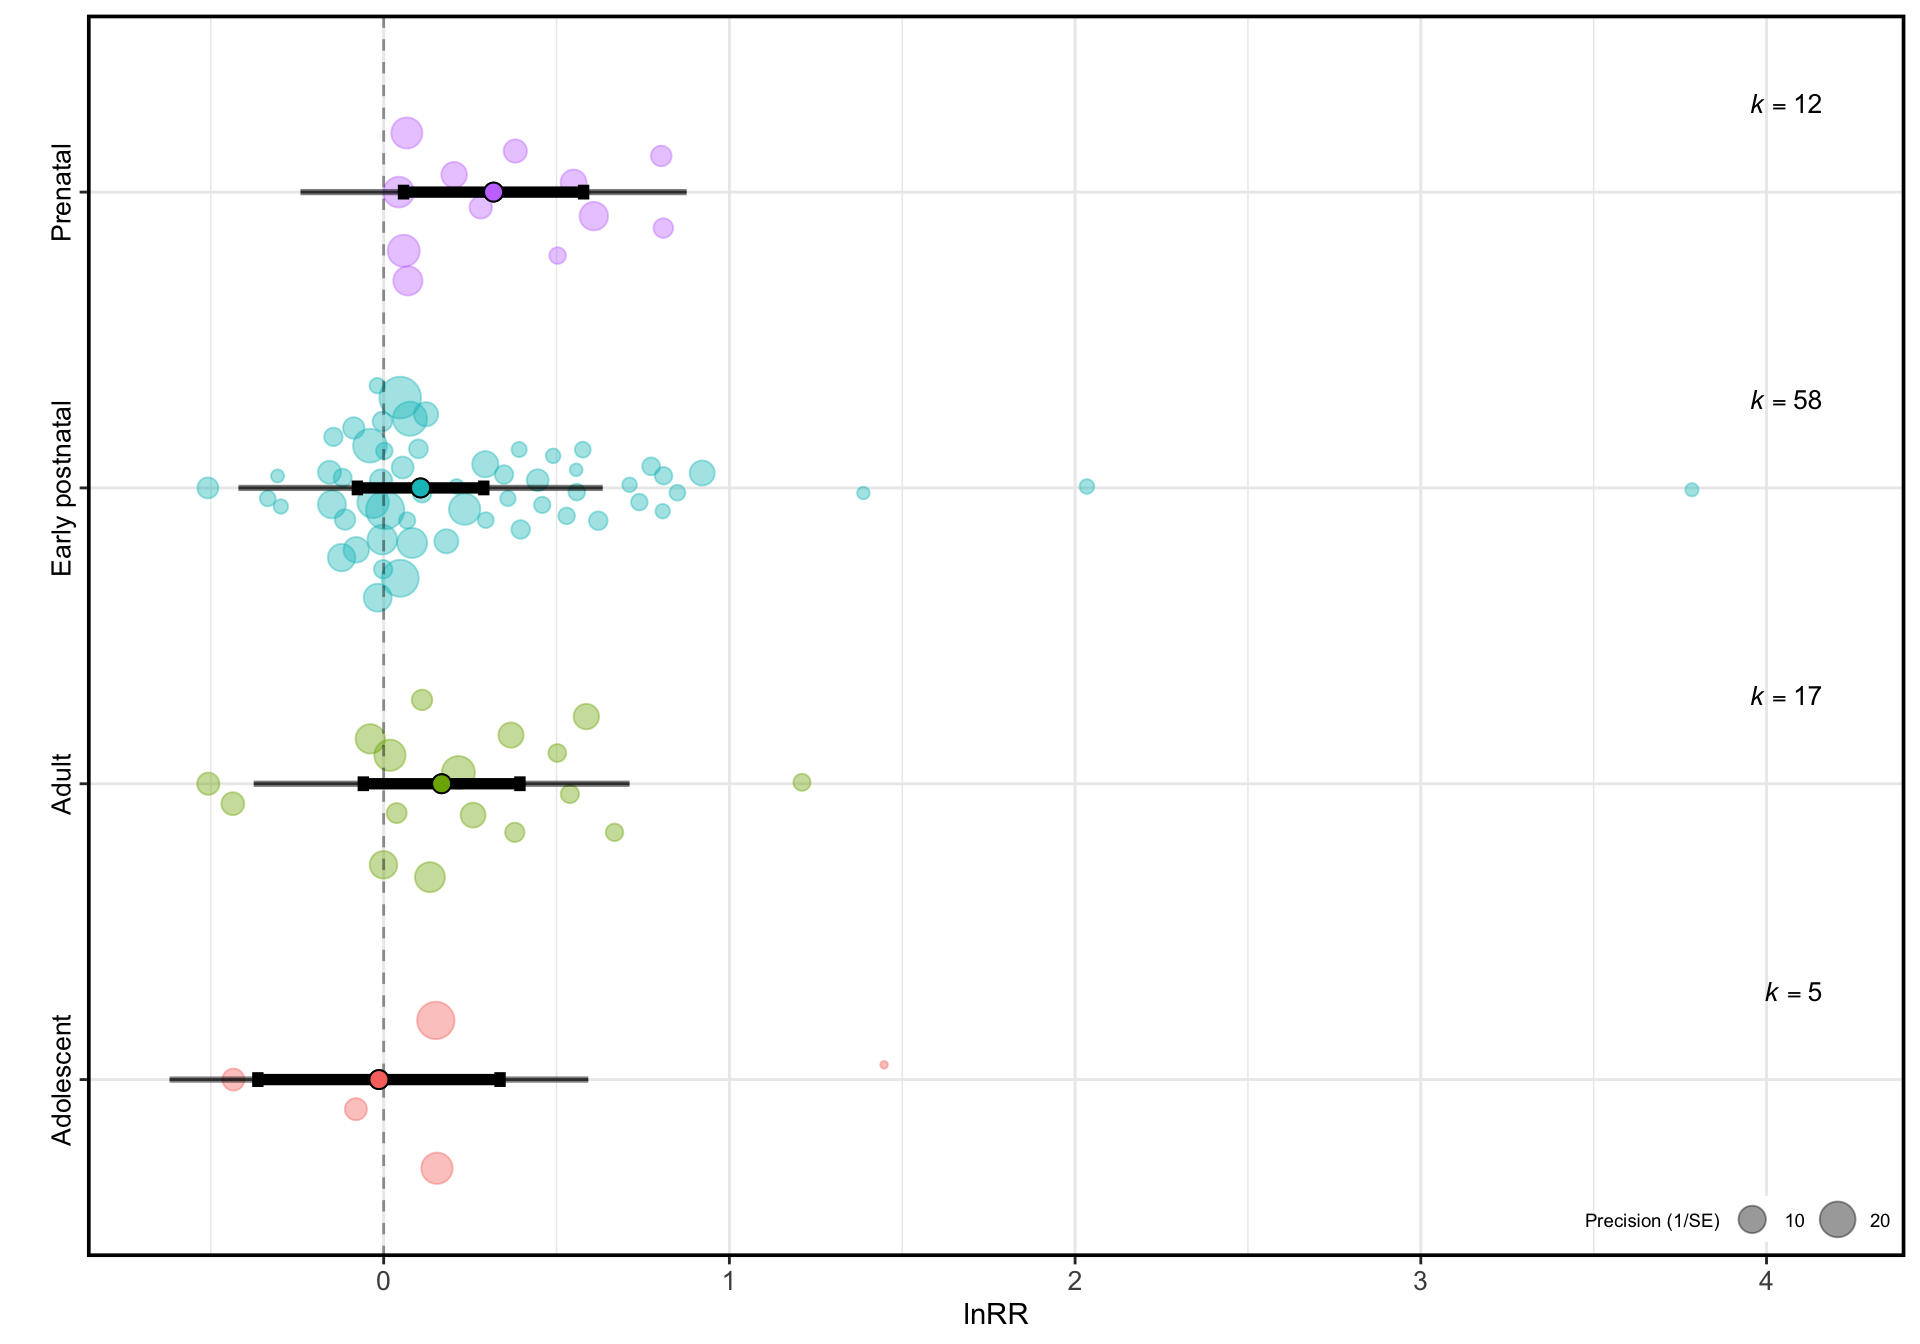 Prenatal
k = 12
Early postnatal
k = 58
Adult
k = 17
Adolescent
k = 5
Precision (1/SE) 10 20
0 1 2 3 4
lnRR